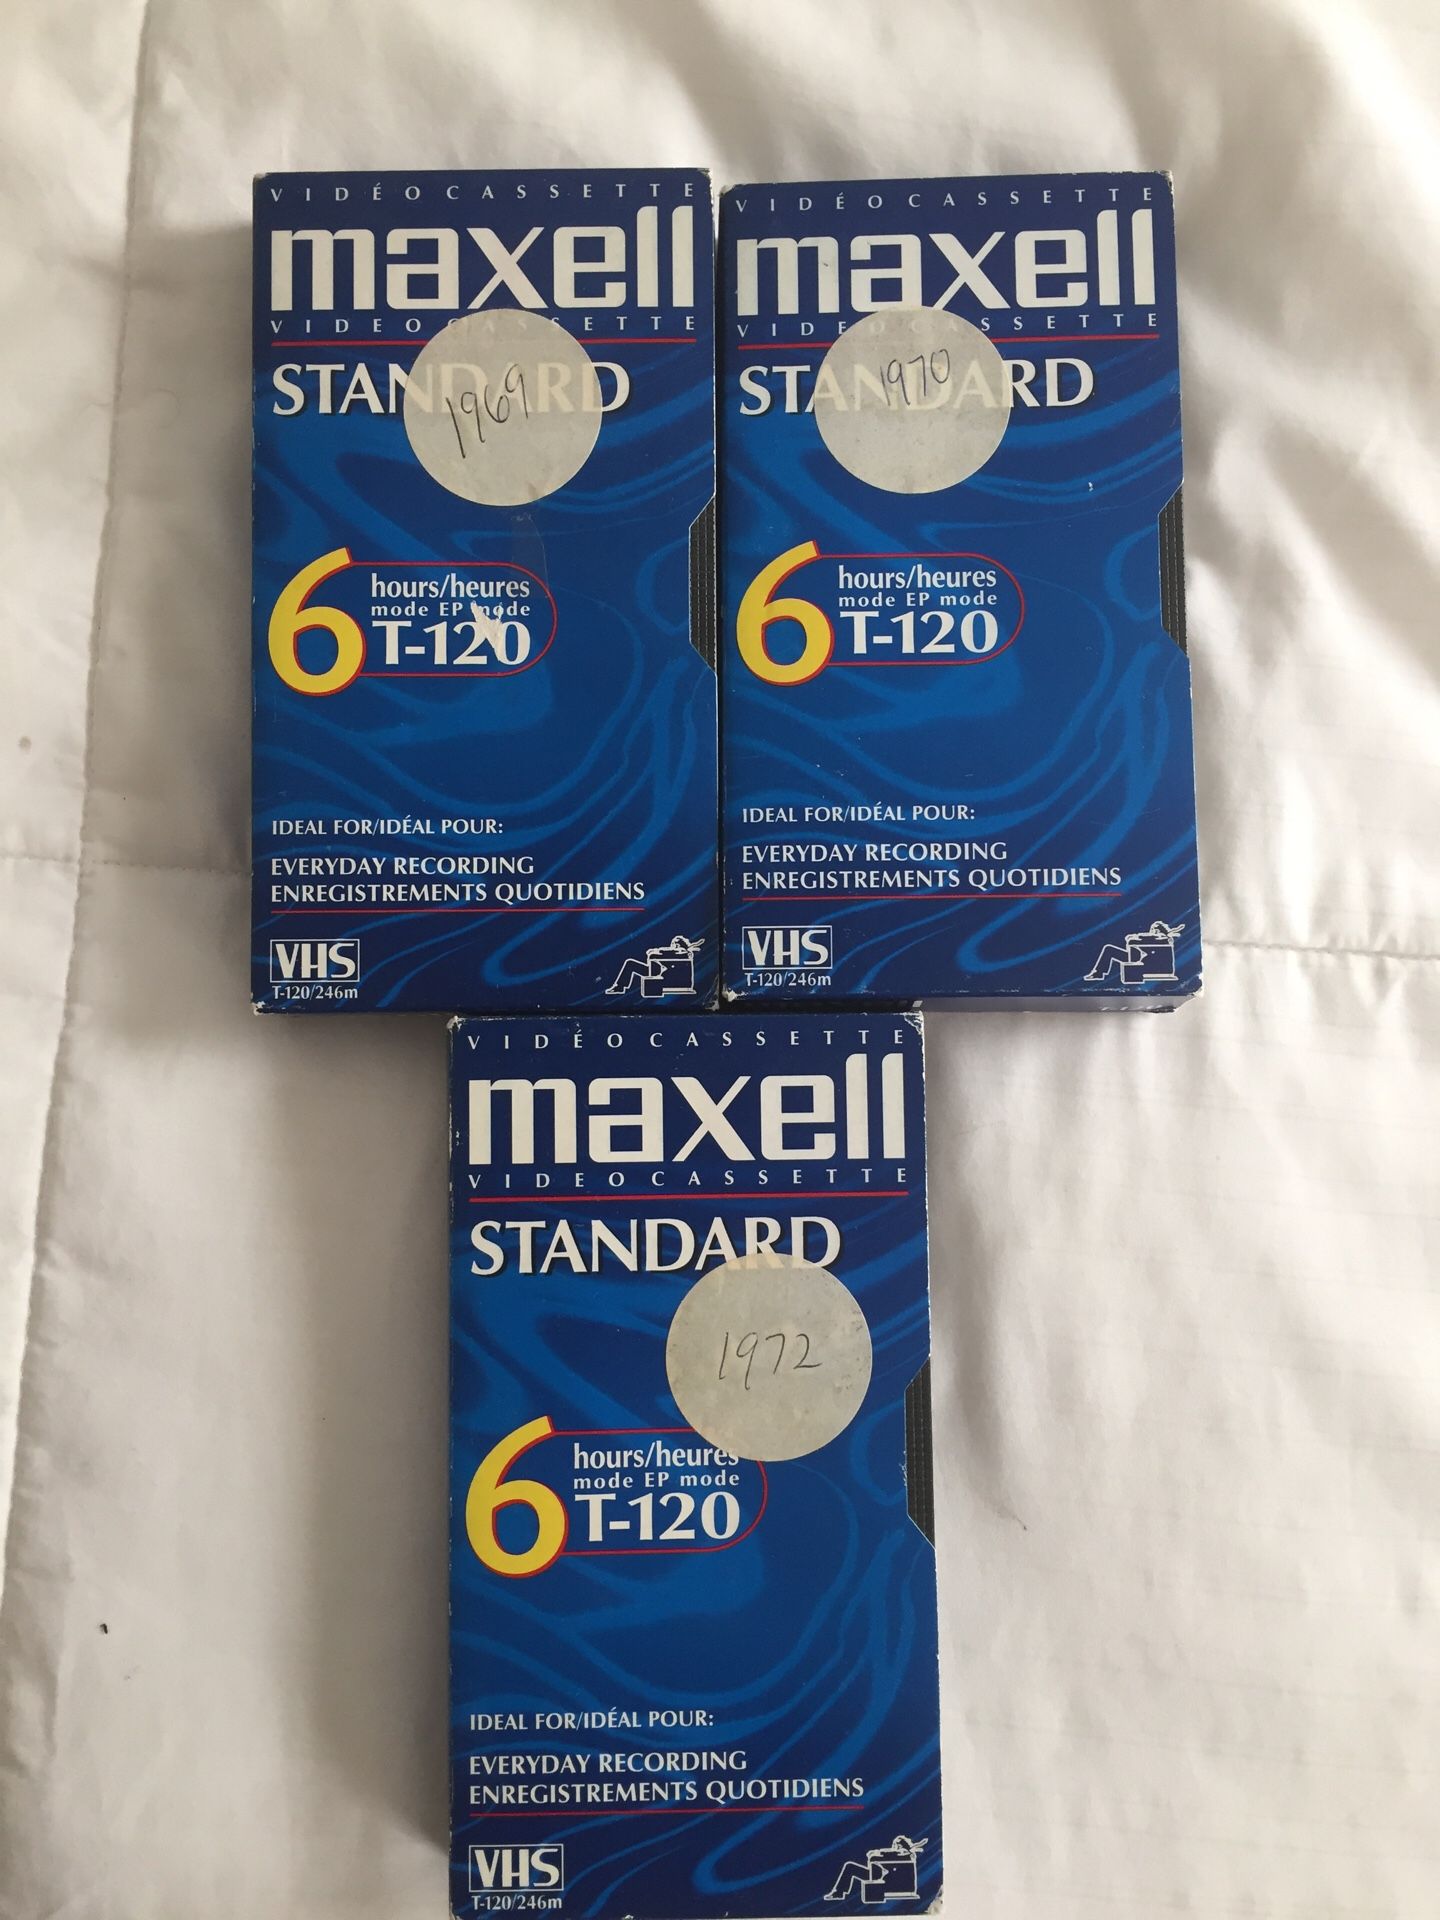 VIDÉOCASSETTE
maxell
VIDEOCASSETTE
STANDARD
1969
6 hours/heures
mode EP mode
T-120
IDEAL FOR/IDÉAL POUR:
EVERYDAY RECORDING
ENREGISTREMENTS QUOTIDIENS
VHS
T-120/246m
VIDÉOCASSETTE
maxell
VIDEOCASSETTE
STANDARD
1970
6 hours/heures
mode EP mode
T-120
IDEAL FOR/IDÉAL POUR:
EVERYDAY RECORDING
ENREGISTREMENTS QUOTIDIENS
VHS
T-120/246m
VIDÉOCASSETTE
maxell
VIDEOCASSETTE
STANDARD
1972
6 hours/heures
mode EP mode
T-120
IDEAL FOR/IDÉAL POUR:
EVERYDAY RECORDING
ENREGISTREMENTS QUOTIDIENS
VHS
T-120/246m